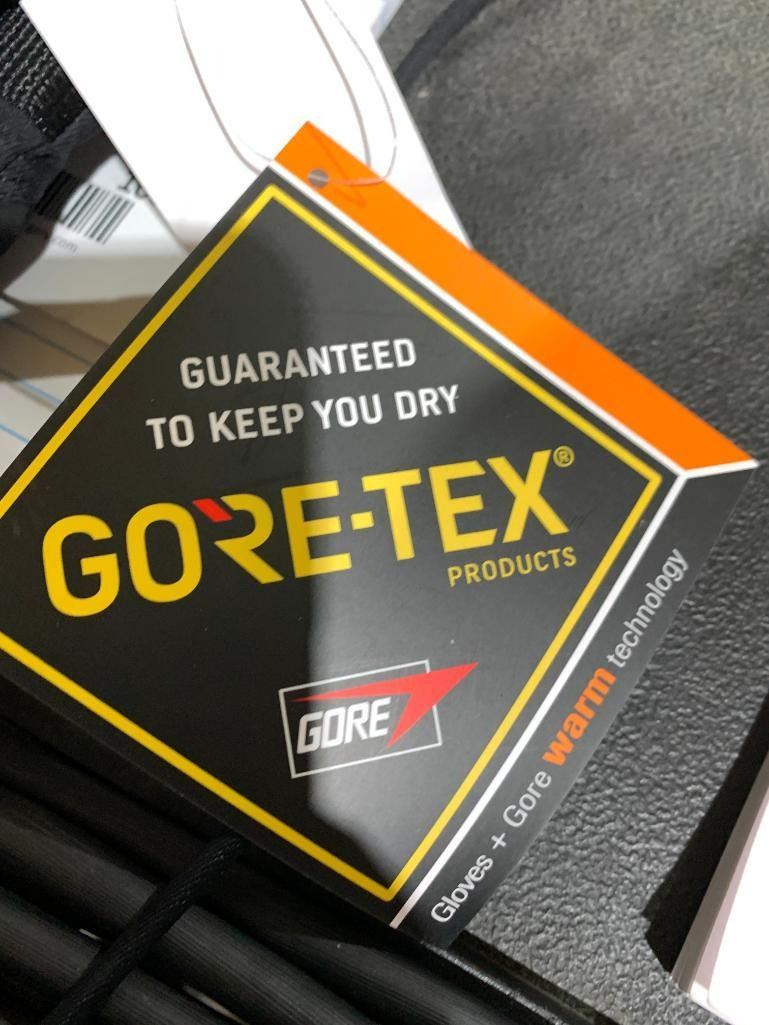 GUARANTEED
TO KEEP YOU DRY
GORE-TEX®
PRODUCTS
GORE
Gloves + Gore warm technology